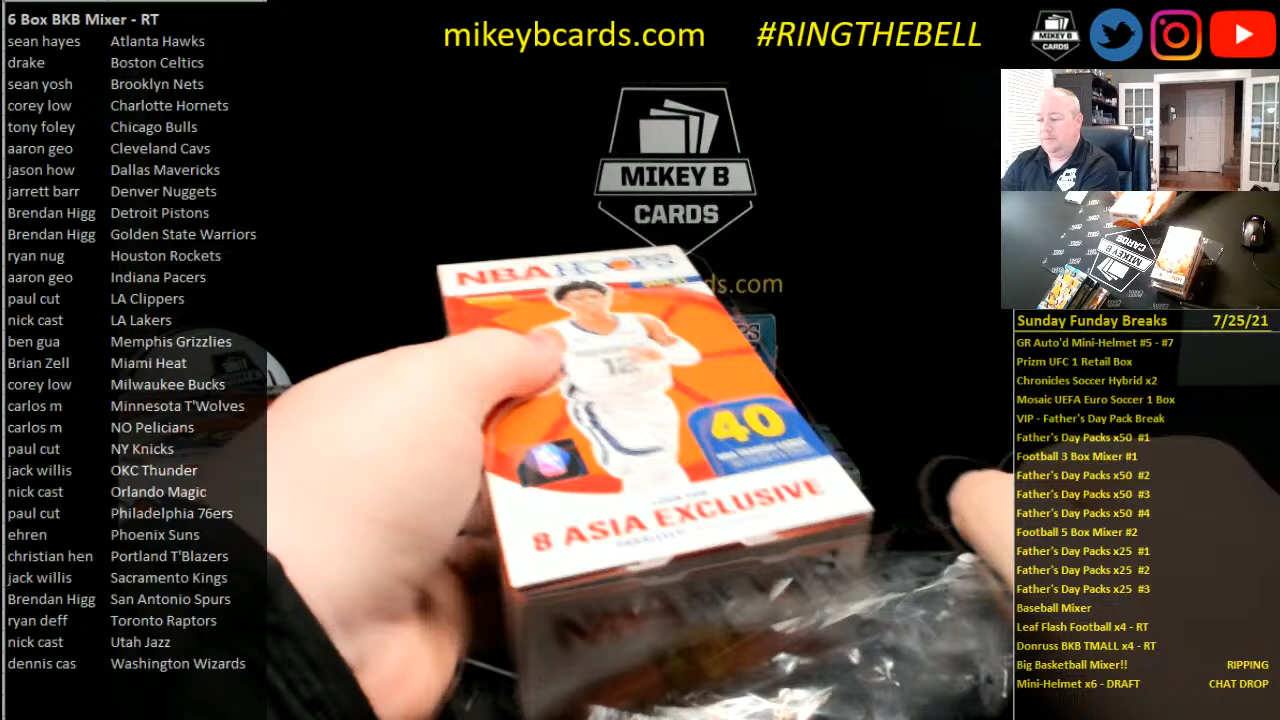 6 Box BKB Mixer - RT
sean hayes Atlanta Hawks
drake Boston Celtics
sean yosh Brooklyn Nets
corey low Charlotte Hornets
tony foley Chicago Bulls
aaron geo Cleveland Cavs
jason how Dallas Mavericks
jarrett barr Denver Nuggets
Brendan Higg Detroit Pistons
Brendan Higg Golden State Warriors
ryan nug Houston Rockets
aaron geo Indiana Pacers
paul cut LA Clippers
nick cast LA Lakers
ben gua Memphis Grizzlies
Brian Zell Miami Heat
corey low Milwaukee Bucks
carlos m Minnesota T'Wolves
carlos m NO Pelicians
paul cut NY Knicks
jack willis OKC Thunder
nick cast Orlando Magic
paul cut Philadelphia 76ers
ehren Phoenix Suns
christian hen Portland T'Blazers
jack willis Sacramento Kings
Brendan Higg San Antonio Spurs
ryan deff Toronto Raptors
nick cast Utah Jazz
dennis cas Washington Wizards
mikeybcards.com #RINGTHEBELL
MIKEY B
CARDS
MIKEY B
CARDS
ds.com
NBA HOOPS
12
40
8 ASIA EXCLUSIVE
MIKEY B
CARDS
Sunday Funday Breaks 7/25/21
GR Auto'd Mini-Helmet #5 - #7
Prizm UFC 1 Retail Box
Chronicles Soccer Hybrid x2
Mosaic UEFA Euro Soccer 1 Box
VIP - Father's Day Pack Break
Father's Day Packs x50 #1
Football 3 Box Mixer #1
Father's Day Packs x50 #2
Father's Day Packs x50 #3
Father's Day Packs x50 #4
Football 5 Box Mixer #2
Father's Day Packs x25 #1
Father's Day Packs x25 #2
Father's Day Packs x25 #3
Baseball Mixer
Leaf Flash Football x4 - RT
Donruss BKB TMALL x4 - RT
Big Basketball Mixer!! RIPPING
Mini-Helmet x6 - DRAFT CHAT DROP